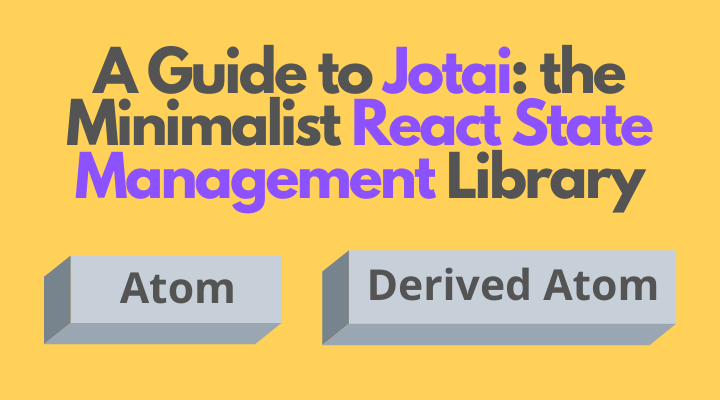 A Guide to Jotai: the
Minimalist React State
Management Library
Atom
Derived Atom